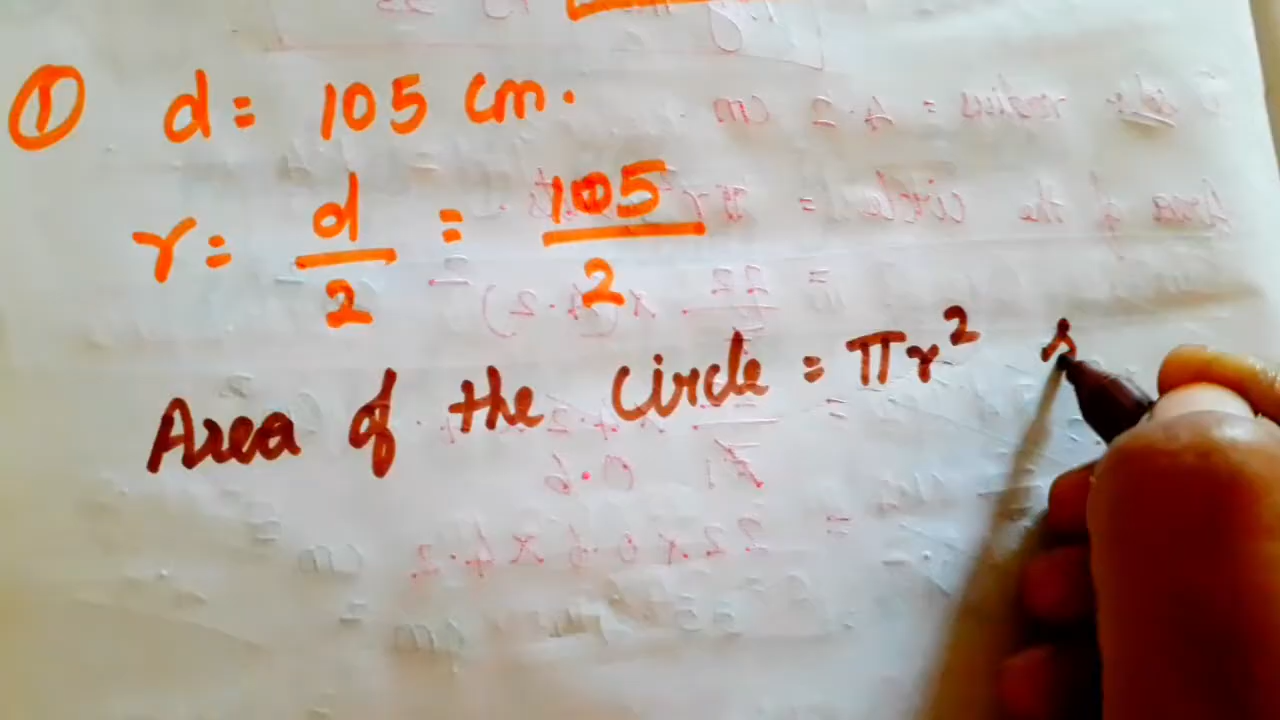 ① d = 105 cm.
r = d/2 = 105/2
Area of the circle = πr² s